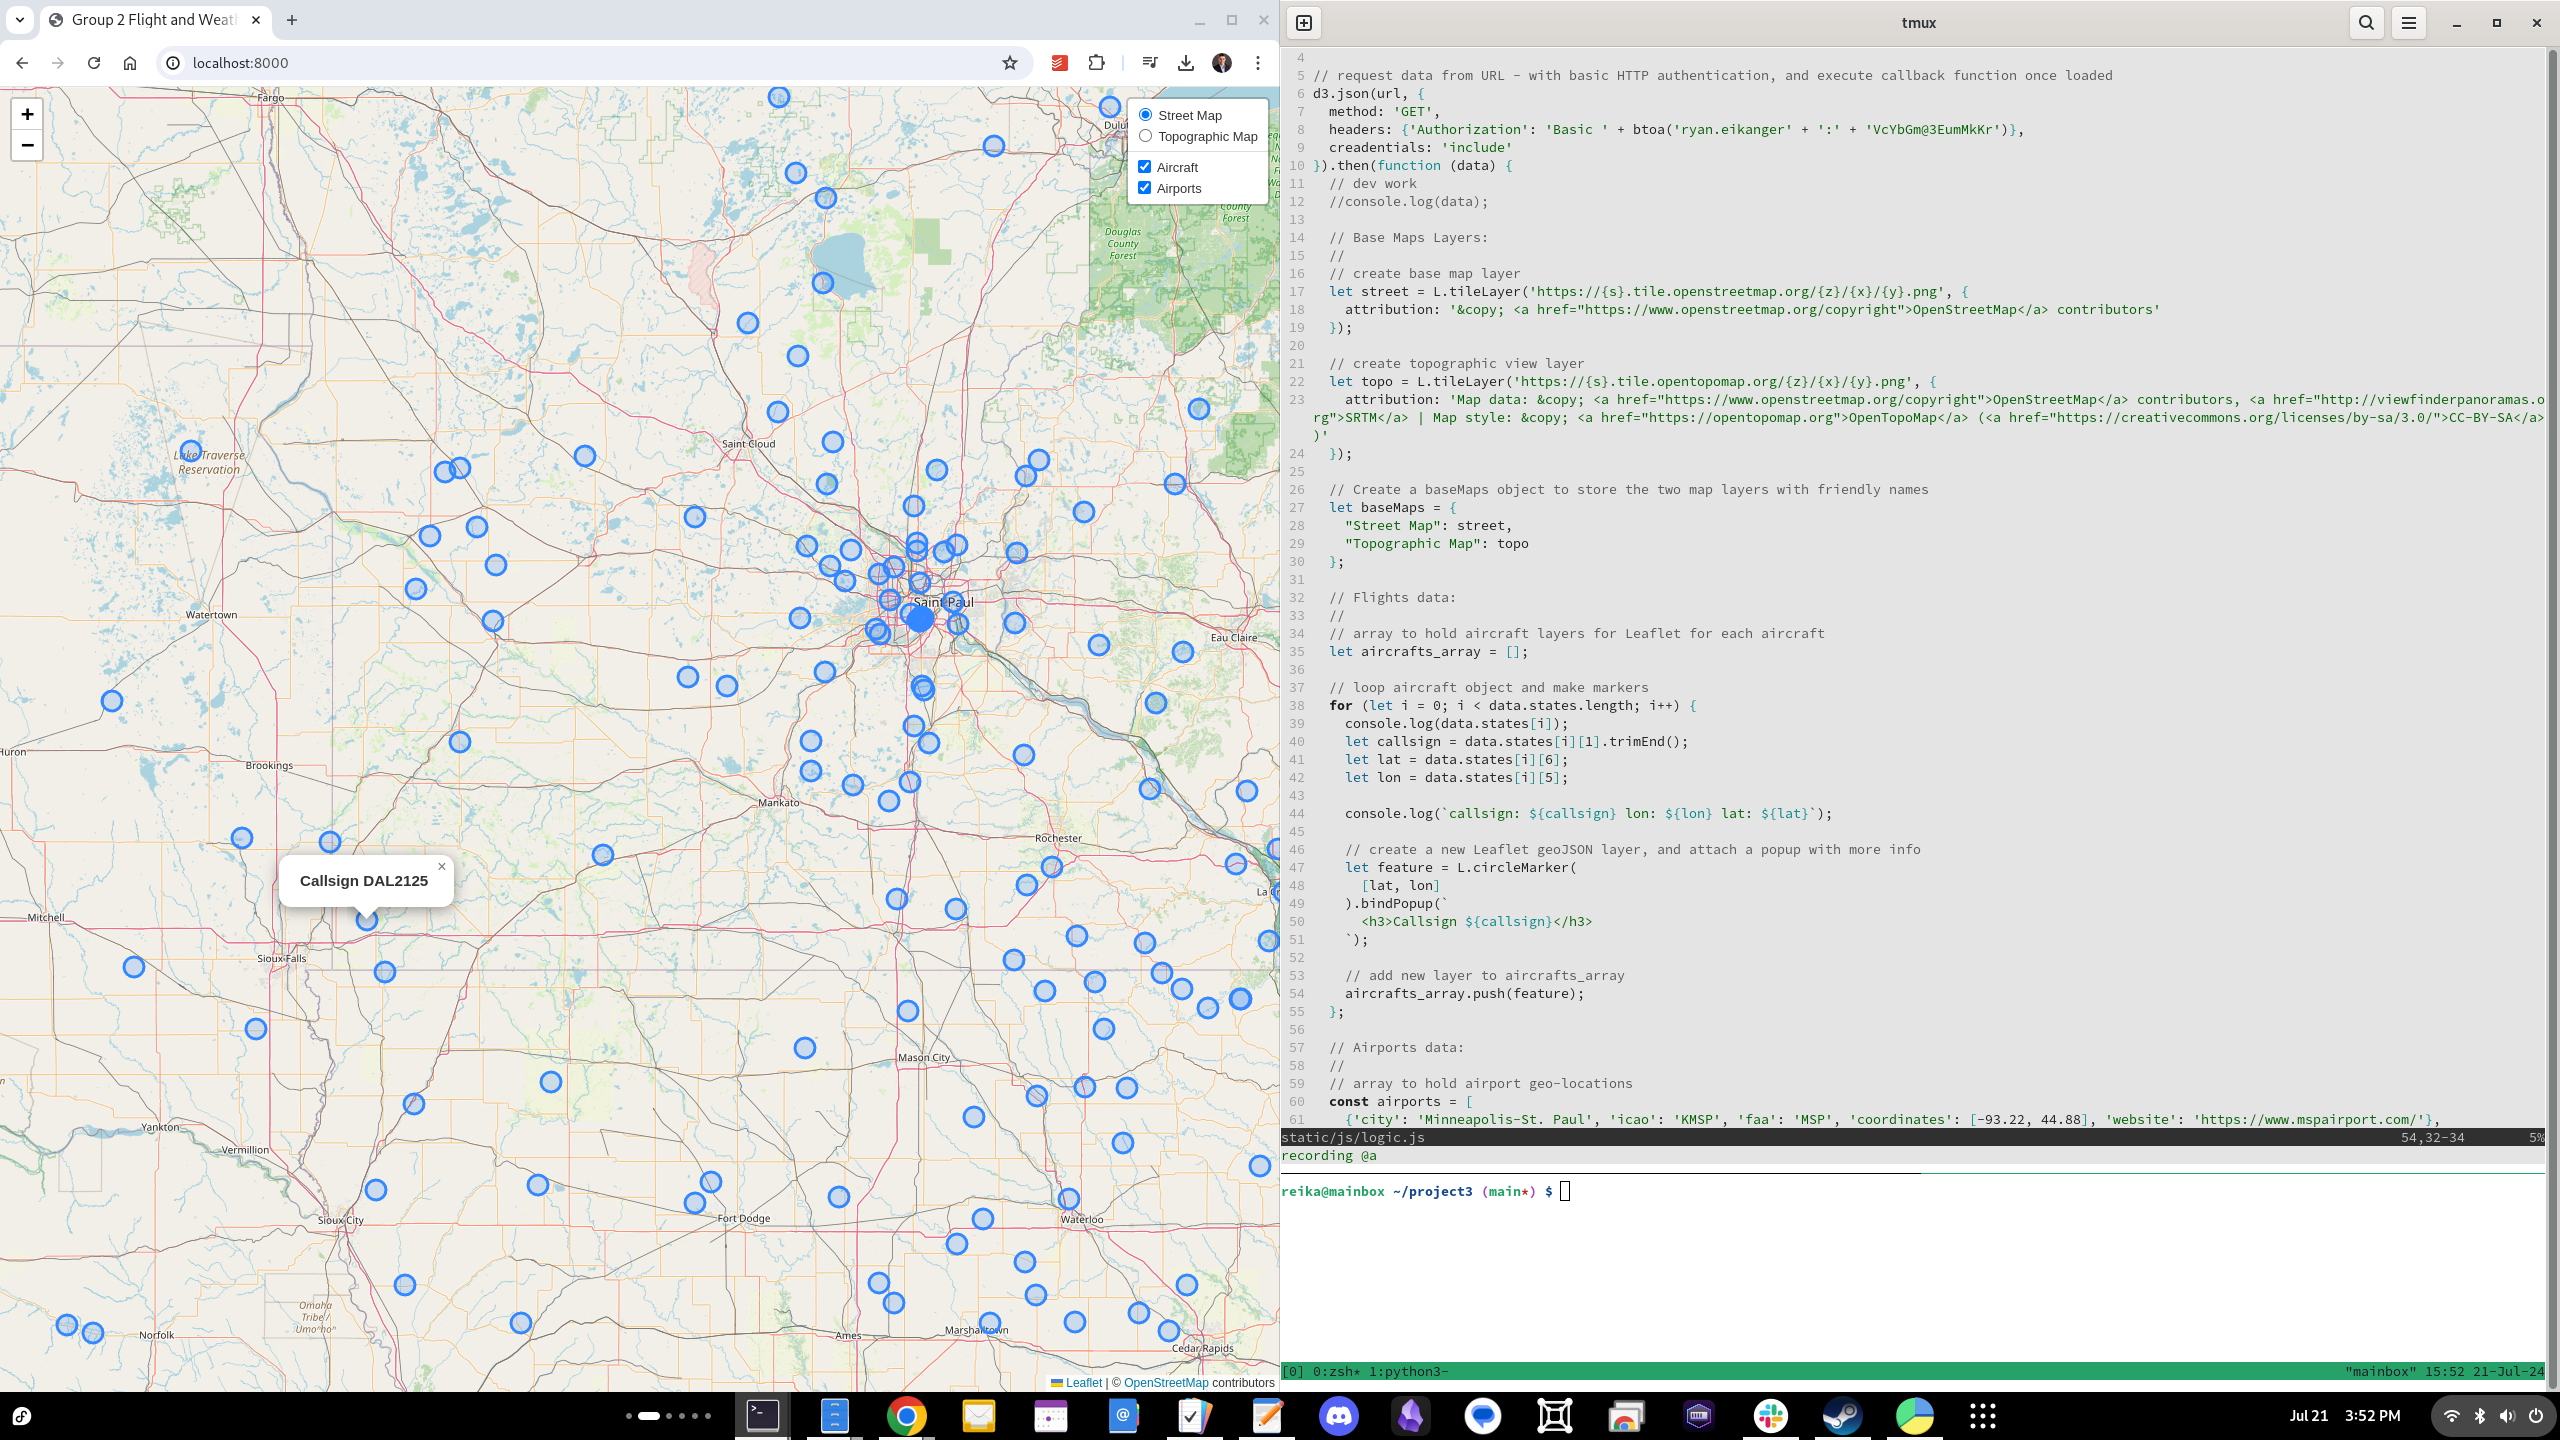 Group 2 Flight and Weat
localhost:8000
+
−
Street Map
Topographic Map
Aircraft
Airports
Fargo
Dulut
County
Forest
Douglas
County
Forest
Saint Cloud
Lake Traverse
Reservation
Saint Paul
Watertown
Eau Claire
Huron
Brookings
Mankato
Rochester
Callsign DAL2125
×
La Cr
Mitchell
Sioux Falls
Mason City
Yankton
Vermillion
Sioux City
Fort Dodge
Waterloo
Omaha
Tribe /
Umoⁿhoⁿ
Norfolk
Ames
Marshalltown
Cedar Rapids
Leaflet | © OpenStreetMap contributors
tmux
4
5 // request data from URL - with basic HTTP authentication, and execute callback function once loaded
6 d3.json(url, {
7   method: 'GET',
8   headers: {'Authorization': 'Basic ' + btoa('ryan.eikanger' + ':' + 'VcYbGm@3EumMkKr')},
9   creadentials: 'include'
10 }).then(function (data) {
11   // dev work
12   //console.log(data);
13
14   // Base Maps Layers:
15   //
16   // create base map layer
17   let street = L.tileLayer('https://{s}.tile.openstreetmap.org/{z}/{x}/{y}.png', {
18     attribution: '&copy; <a href="https://www.openstreetmap.org/copyright">OpenStreetMap</a> contributors'
19   });
20
21   // create topographic view layer
22   let topo = L.tileLayer('https://{s}.tile.opentopomap.org/{z}/{x}/{y}.png', {
23     attribution: 'Map data: &copy; <a href="https://www.openstreetmap.org/copyright">OpenStreetMap</a> contributors, <a href="http://viewfinderpanoramas.o
rg">SRTM</a> | Map style: &copy; <a href="https://opentopomap.org">OpenTopoMap</a> (<a href="https://creativecommons.org/licenses/by-sa/3.0/">CC-BY-SA</a>
)'
24   });
25
26   // Create a baseMaps object to store the two map layers with friendly names
27   let baseMaps = {
28     "Street Map": street,
29     "Topographic Map": topo
30   };
31
32   // Flights data:
33   //
34   // array to hold aircraft layers for Leaflet for each aircraft
35   let aircrafts_array = [];
36
37   // loop aircraft object and make markers
38   for (let i = 0; i < data.states.length; i++) {
39     console.log(data.states[i]);
40     let callsign = data.states[i][1].trimEnd();
41     let lat = data.states[i][6];
42     let lon = data.states[i][5];
43
44     console.log(`callsign: ${callsign} lon: ${lon} lat: ${lat}`);
45
46     // create a new Leaflet geoJSON layer, and attach a popup with more info
47     let feature = L.circleMarker(
48       [lat, lon]
49     ).bindPopup(`
50       <h3>Callsign ${callsign}</h3>
51     `);
52
53     // add new layer to aircrafts_array
54     aircrafts_array.push(feature);
55   };
56
57   // Airports data:
58   //
59   // array to hold airport geo-locations
60   const airports = [
61     {'city': 'Minneapolis-St. Paul', 'icao': 'KMSP', 'faa': 'MSP', 'coordinates': [-93.22, 44.88], 'website': 'https://www.mspairport.com/'},
static/js/logic.js 54,32-34 5%
recording @a
reika@mainbox ~/project3 (main*) $
[0] 0:zsh* 1:python3- "mainbox" 15:52 21-Jul-24
Jul 21 3:52 PM